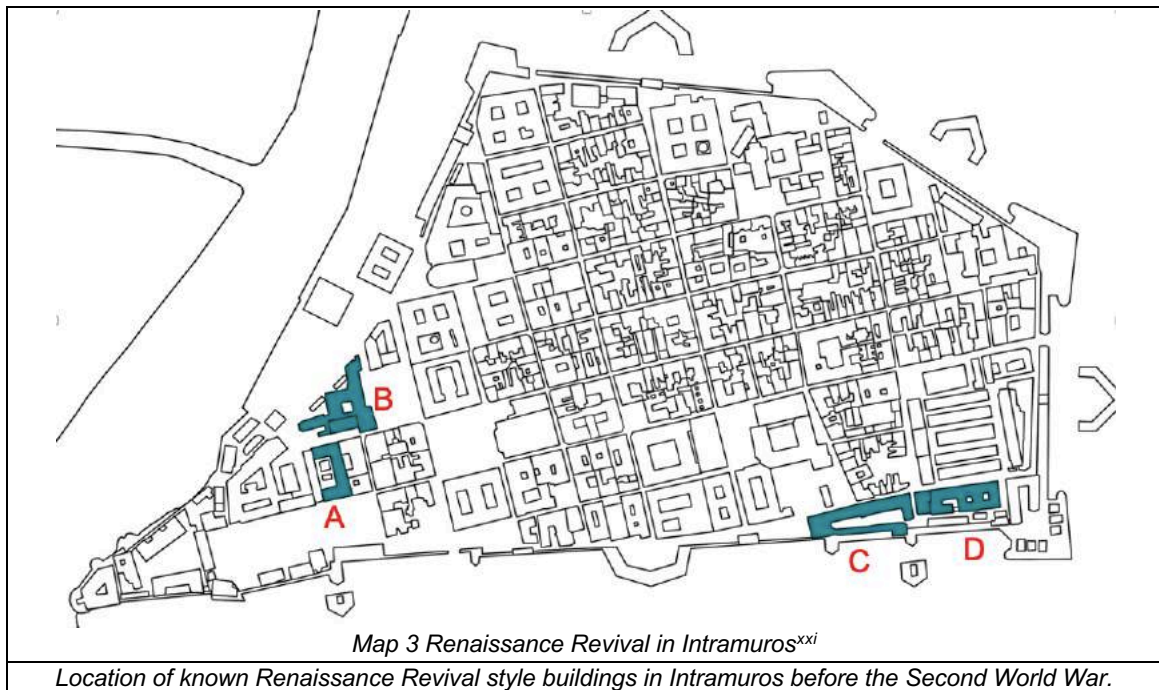 B
A
C
D
Map 3 Renaissance Revival in Intramuros^xxi
Location of known Renaissance Revival style buildings in Intramuros before the Second World War.